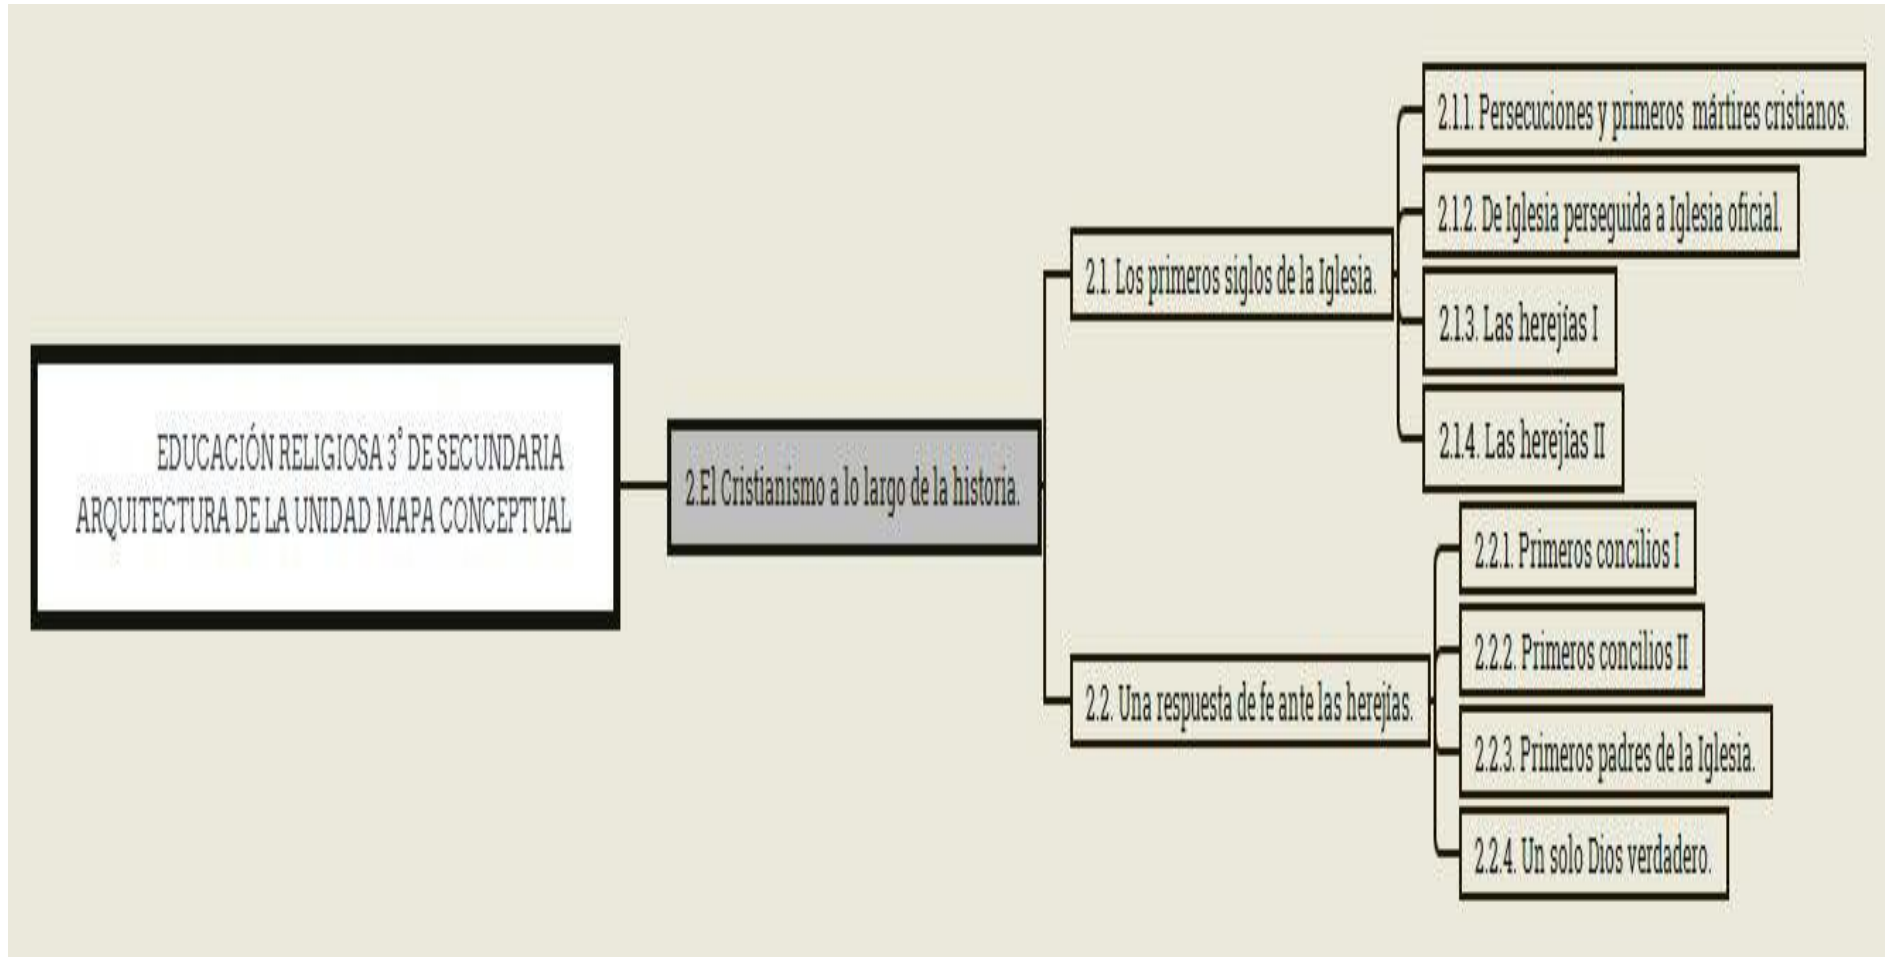 EDUCACIÓN RELIGIOSA 3° DE SECUNDARIA
ARQUITECTURA DE LA UNIDAD MAPA CONCEPTUAL
2.El Cristianismo a lo largo de la historia.
2.1. Los primeros siglos de la Iglesia.
2.1.1. Persecuciones y primeros mártires cristianos.
2.1.2. De Iglesia perseguida a Iglesia oficial.
2.1.3. Las herejías I
2.1.4. Las herejías II
2.2. Una respuesta de fe ante las herejías.
2.2.1. Primeros concilios I
2.2.2. Primeros concilios II
2.2.3. Primeros padres de la Iglesia.
2.2.4. Un solo Dios verdadero.